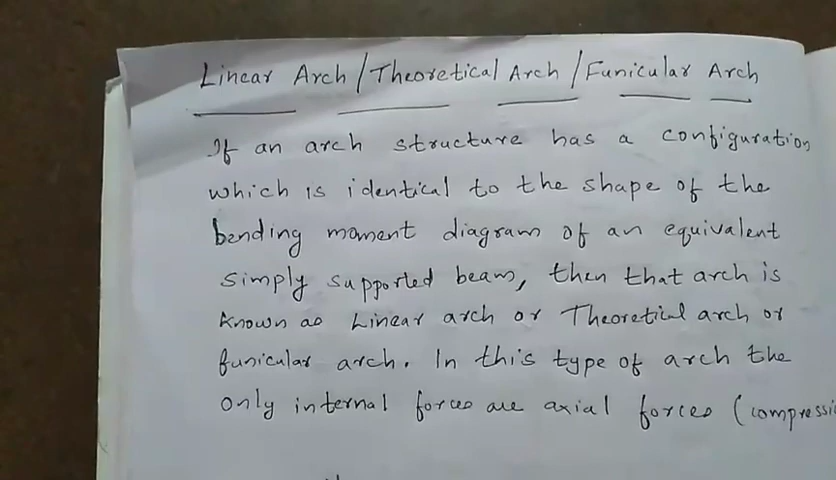 Linear Arch/Theoretical Arch/Funicular Arch
If an arch structure has a configuration
which is identical to the shape of the
bending moment diagram of an equivalent
simply supported beam, then that arch is
known as Linear arch or Theoretical arch or
funicular arch. In this type of arch the
only internal forces are axial forces (compressi